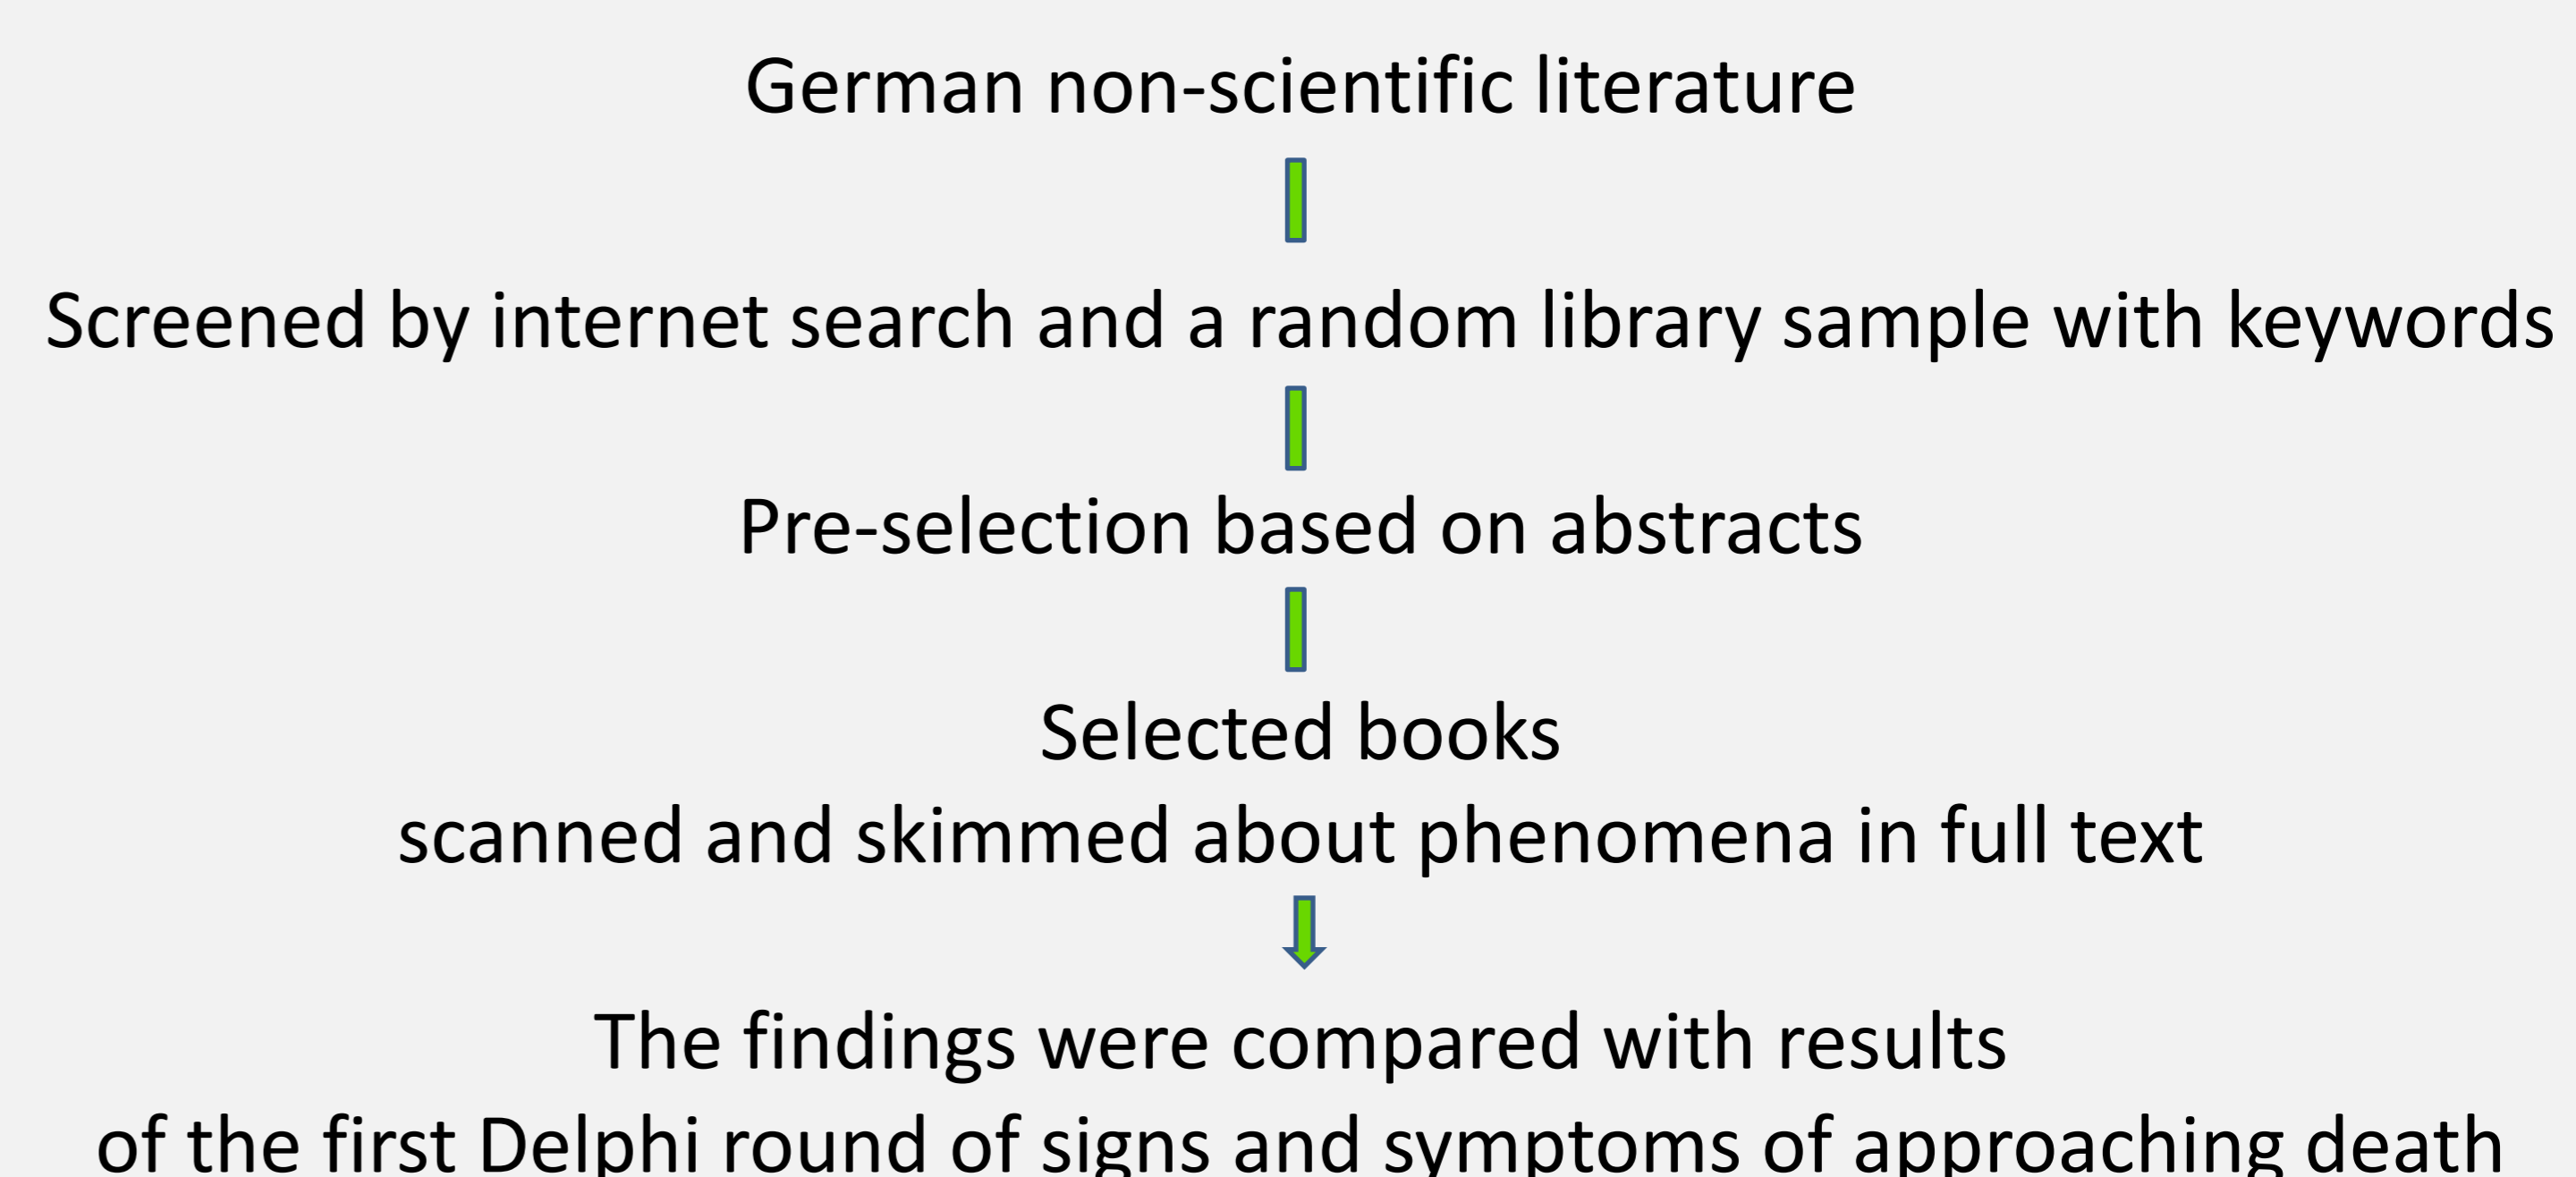 German non-scientific literature
Screened by internet search and a random library sample with keywords
Pre-selection based on abstracts
Selected books
scanned and skimmed about phenomena in full text
The findings were compared with results
of the first Delphi round of signs and symptoms of approaching death